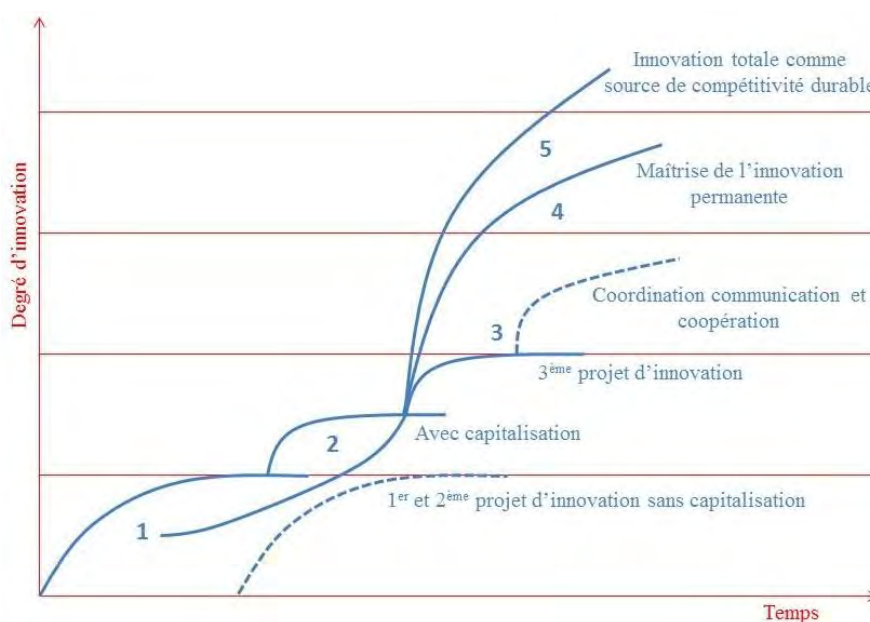 Innovation totale comme
source de compétitivité durable
5
Maîtrise de l'innovation
permanente
4
Degré d'innovation
Coordination communication et
coopération
3
3ème projet d'innovation
2
Avec capitalisation
1er et 2ème projet d'innovation sans capitalisation
1
Temps